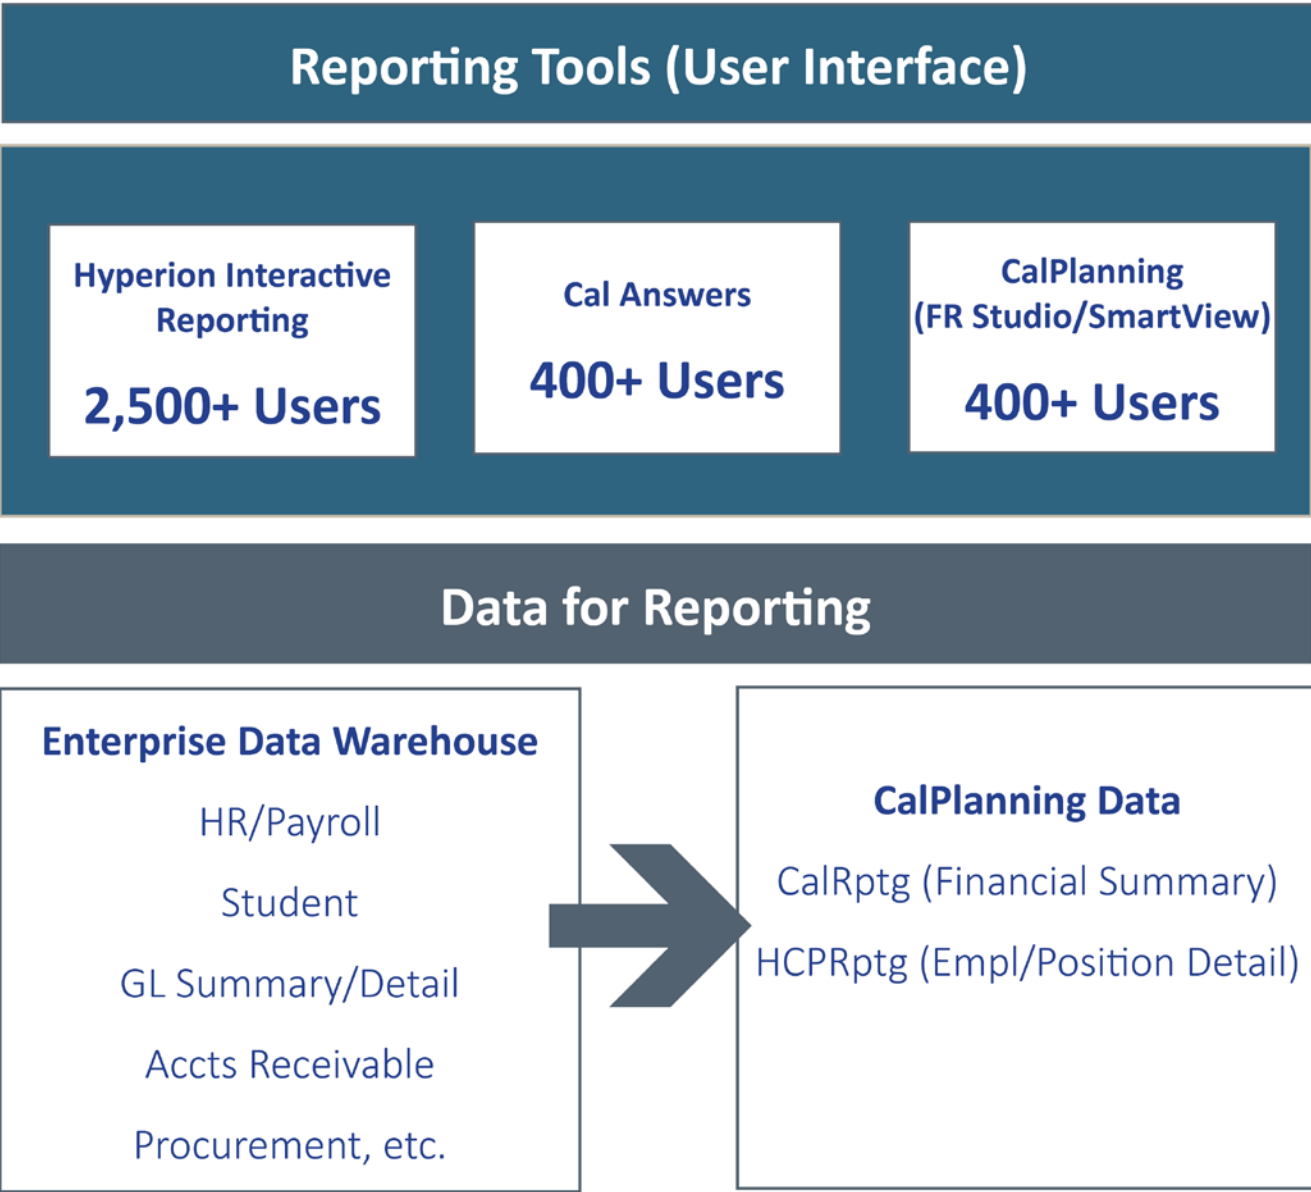 Reporting Tools (User Interface)
Hyperion Interactive
Reporting
2,500+ Users
Cal Answers
400+ Users
CalPlanning
(FR Studio/SmartView)
400+ Users
Data for Reporting
Enterprise Data Warehouse
HR/Payroll
Student
GL Summary/Detail
Accts Receivable
Procurement, etc.
CalPlanning Data
CalRptg (Financial Summary)
HCPRptg (Empl/Position Detail)